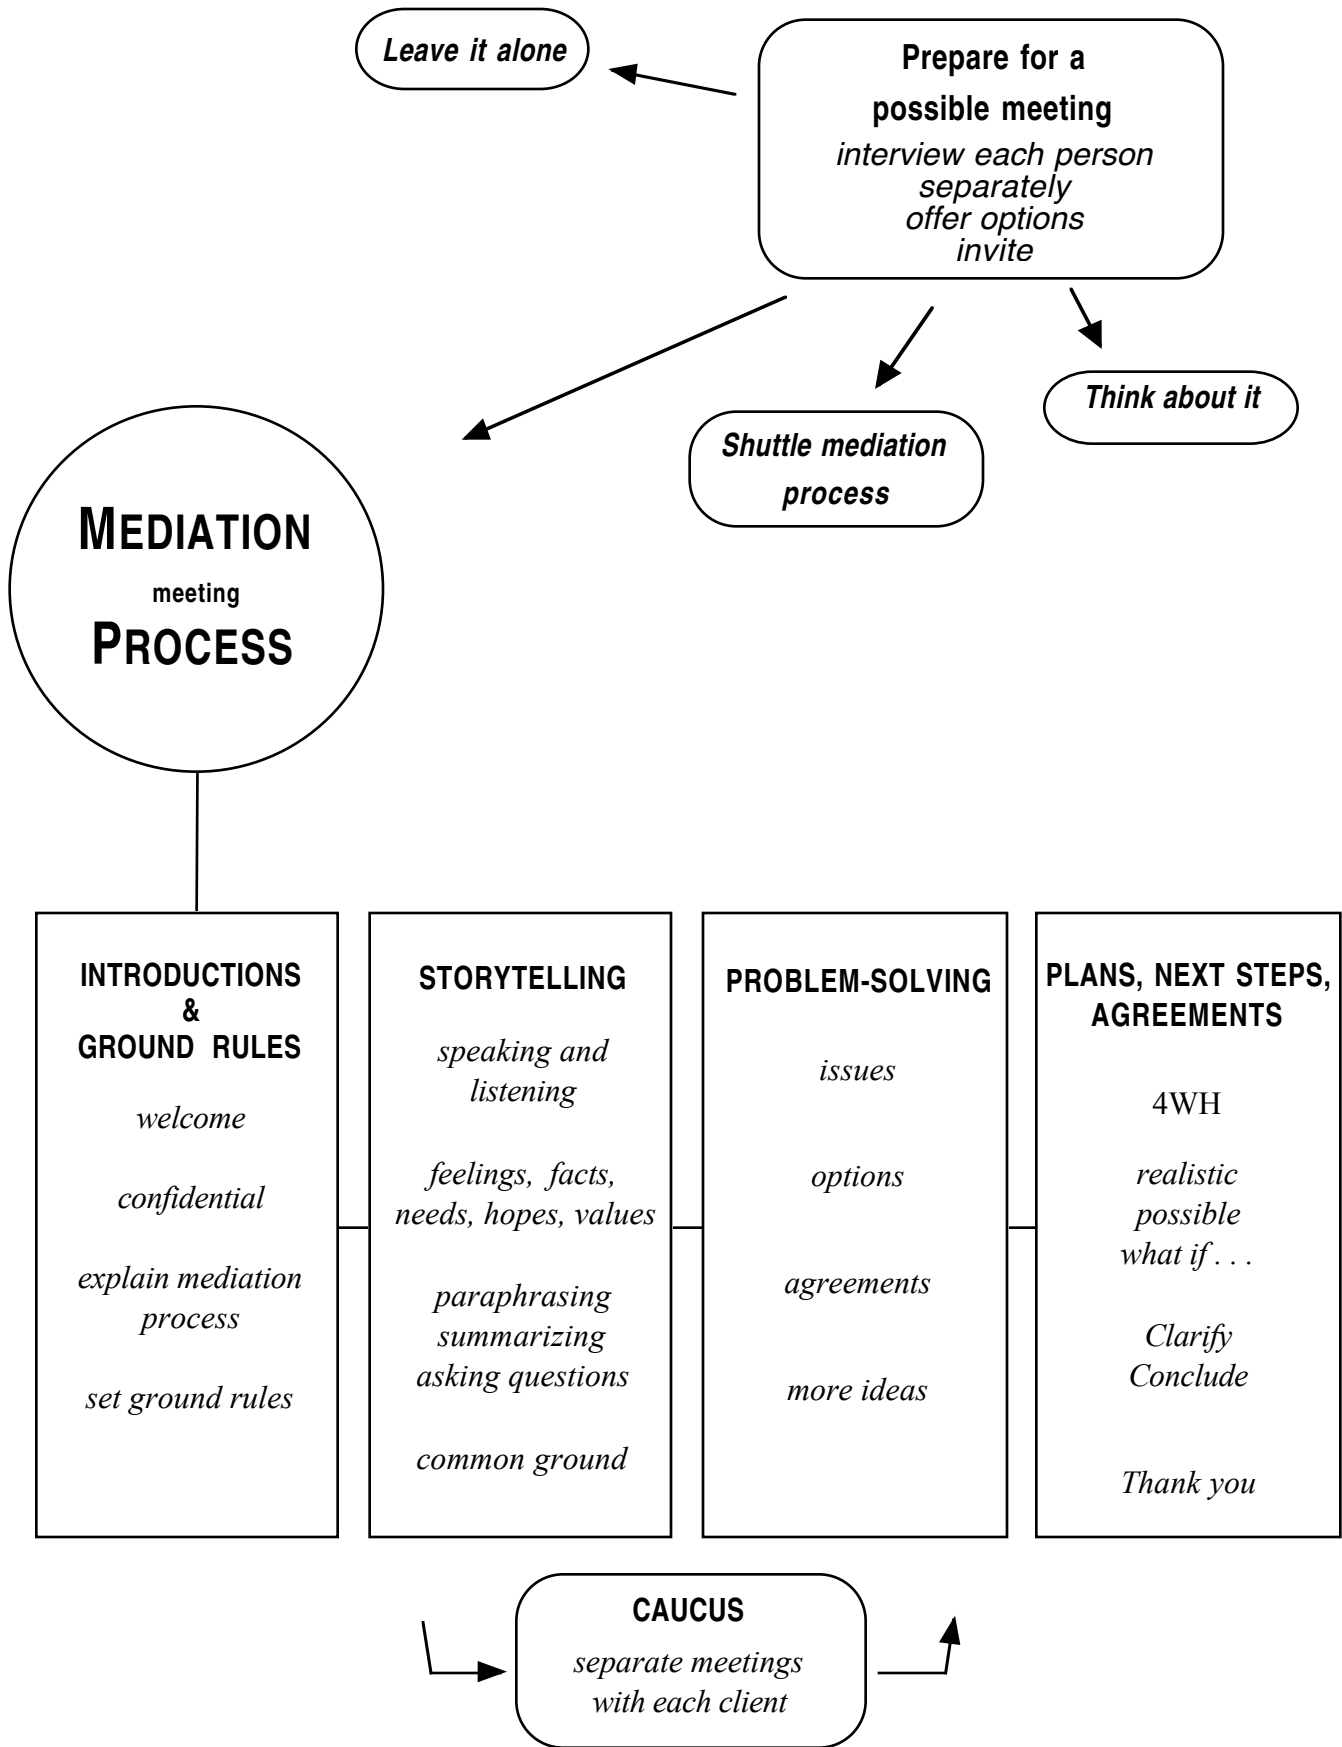 Leave it alone
Prepare for a
possible meeting
interview each person
separately
offer options
invite
Think about it
Shuttle mediation
process
MEDIATION
meeting
PROCESS
INTRODUCTIONS
&
GROUND RULES
welcome
confidential
explain mediation
process
set ground rules
STORYTELLING
speaking and
listening
feelings, facts,
needs, hopes, values
paraphrasing
summarizing
asking questions
common ground
PROBLEM-SOLVING
issues
options
agreements
more ideas
PLANS, NEXT STEPS,
AGREEMENTS
4WH
realistic
possible
what if . . .
Clarify
Conclude
Thank you
CAUCUS
separate meetings
with each client